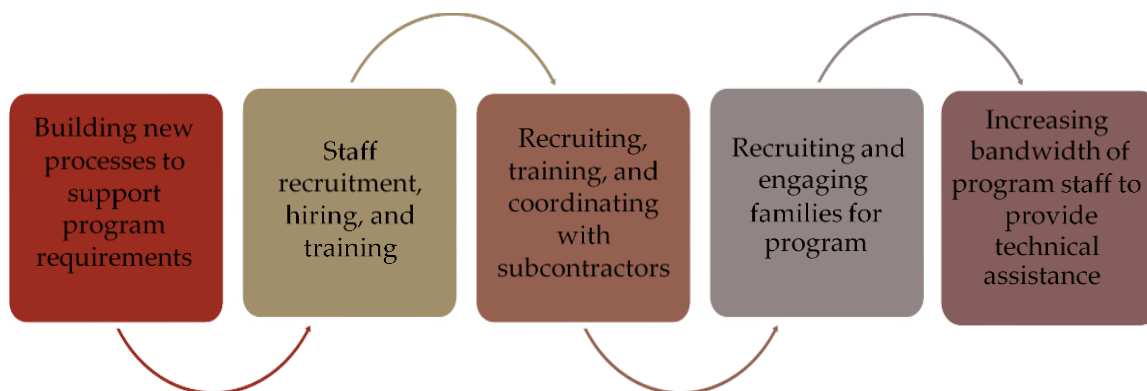 Building new
processes to
support
program
requirements
Staff
recruitment,
hiring, and
training
Recruiting,
training, and
coordinating
with
subcontractors
Recruiting and
engaging
families for
program
Increasing
bandwidth of
program staff to
provide
technical
assistance